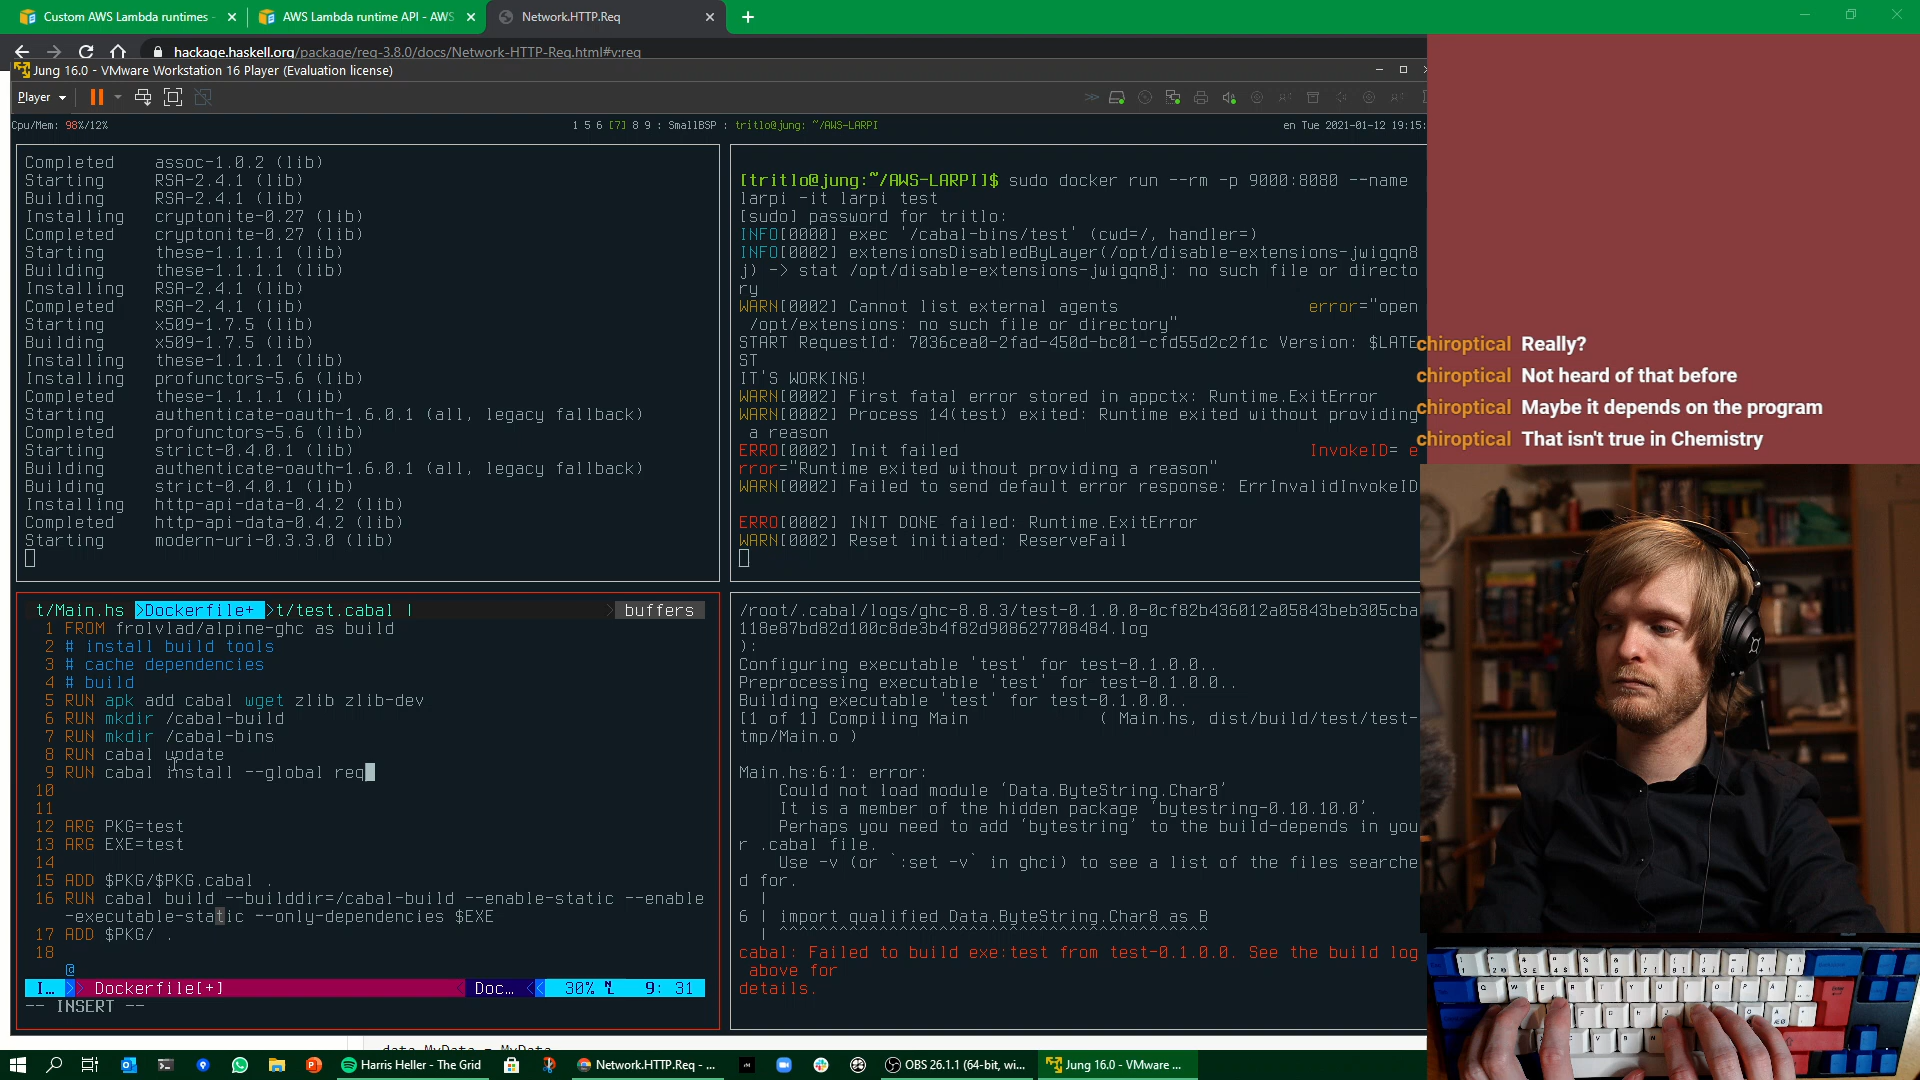 Custom AWS Lambda runtimes -
AWS Lambda runtime API - AWS
Network.HTTP.Req
hackage.haskell.org/package/req-3.8.0/docs/Network-HTTP-Req.html#v:req
Jung 16.0 - VMware Workstation 16 Player (Evaluation license)
Player
Cpu/Mem: 98%/12%
1 5 6 [7] 8 9 : SmallBSP : tritlo@jung: ~/AWS-LARPI
en Tue 2021-01-12 19:15:
Completed assoc-1.0.2 (lib)
Starting RSA-2.4.1 (lib)
Building RSA-2.4.1 (lib)
Installing cryptonite-0.27 (lib)
Completed cryptonite-0.27 (lib)
Starting these-1.1.1.1 (lib)
Building these-1.1.1.1 (lib)
Installing RSA-2.4.1 (lib)
Completed RSA-2.4.1 (lib)
Starting x509-1.7.5 (lib)
Building x509-1.7.5 (lib)
Installing these-1.1.1.1 (lib)
Installing profunctors-5.6 (lib)
Completed these-1.1.1.1 (lib)
Starting authenticate-oauth-1.6.0.1 (all, legacy fallback)
Completed profunctors-5.6 (lib)
Starting strict-0.4.0.1 (lib)
Building authenticate-oauth-1.6.0.1 (all, legacy fallback)
Building strict-0.4.0.1 (lib)
Installing http-api-data-0.4.2 (lib)
Completed http-api-data-0.4.2 (lib)
Starting modern-uri-0.3.3.0 (lib)
[tritlo@jung:~/AWS-LARPI]$ sudo docker run --rm -p 9000:8080 --name
larpi -it larpi test
[sudo] password for tritlo:
INFO[0000] exec '/cabal-bins/test' (cwd=/, handler=)
INFO[0002] extensionsDisabledByLayer(/opt/disable-extensions-jwigqn8
j) -> stat /opt/disable-extensions-jwigqn8j: no such file or directo
ry
WARN[0002] Cannot list external agents error="open
/opt/extensions: no such file or directory"
START RequestId: 7036cea0-2fad-450d-bc01-cfd55d2c2f1c Version: $LATE
ST
IT'S WORKING!
WARN[0002] First fatal error stored in appctx: Runtime.ExitError
WARN[0002] Process 14(test) exited: Runtime exited without providing
a reason
ERRO[0002] Init failed InvokeID= e
rror="Runtime exited without providing a reason"
WARN[0002] Failed to send default error response: ErrInvalidInvokeID
ERRO[0002] INIT DONE failed: Runtime.ExitError
WARN[0002] Reset initiated: ReserveFail
chiroptical Really?
chiroptical Not heard of that before
chiroptical Maybe it depends on the program
chiroptical That isn't true in Chemistry
t/Main.hs >Dockerfile+ >t/test.cabal | buffers
1 FROM frolvlad/alpine-ghc as build
2 # install build tools
3 # cache dependencies
4 # build
5 RUN apk add cabal wget zlib zlib-dev
6 RUN mkdir /cabal-build
7 RUN mkdir /cabal-bins
8 RUN cabal update
9 RUN cabal install --global req
10
11
12 ARG PKG=test
13 ARG EXE=test
14
15 ADD $PKG/$PKG.cabal .
16 RUN cabal build --builddir=/cabal-build --enable-static --enable
-executable-static --only-dependencies $EXE
17 ADD $PKG/ .
18
@
I… > Dockerfile[+] < Doc… < 30% 9: 31
-- INSERT --
/root/.cabal/logs/ghc-8.8.3/test-0.1.0.0-0cf82b436012a05843beb305cba
118e87bd82d100c8de3b4f82d908627708484.log
):
Configuring executable 'test' for test-0.1.0.0..
Preprocessing executable 'test' for test-0.1.0.0..
Building executable 'test' for test-0.1.0.0..
[1 of 1] Compiling Main ( Main.hs, dist/build/test/test-
tmp/Main.o )
Main.hs:6:1: error:
Could not load module ‘Data.ByteString.Char8’
It is a member of the hidden package ‘bytestring-0.10.10.0’.
Perhaps you need to add ‘bytestring’ to the build-depends in you
r .cabal file.
Use -v (or `:set -v` in ghci) to see a list of the files searche
d for.
|
6 | import qualified Data.ByteString.Char8 as B
| ^^^^^^^^^^^^^^^^^^^^^^^^^^^^^^^^^^^^^^^^^^^
cabal: Failed to build exe:test from test-0.1.0.0. See the build log
above for
details.
Harris Heller - The Grid
Network.HTTP.Req - ...
OBS 26.1.1 (64-bit, wi...
Jung 16.0 - VMware ...